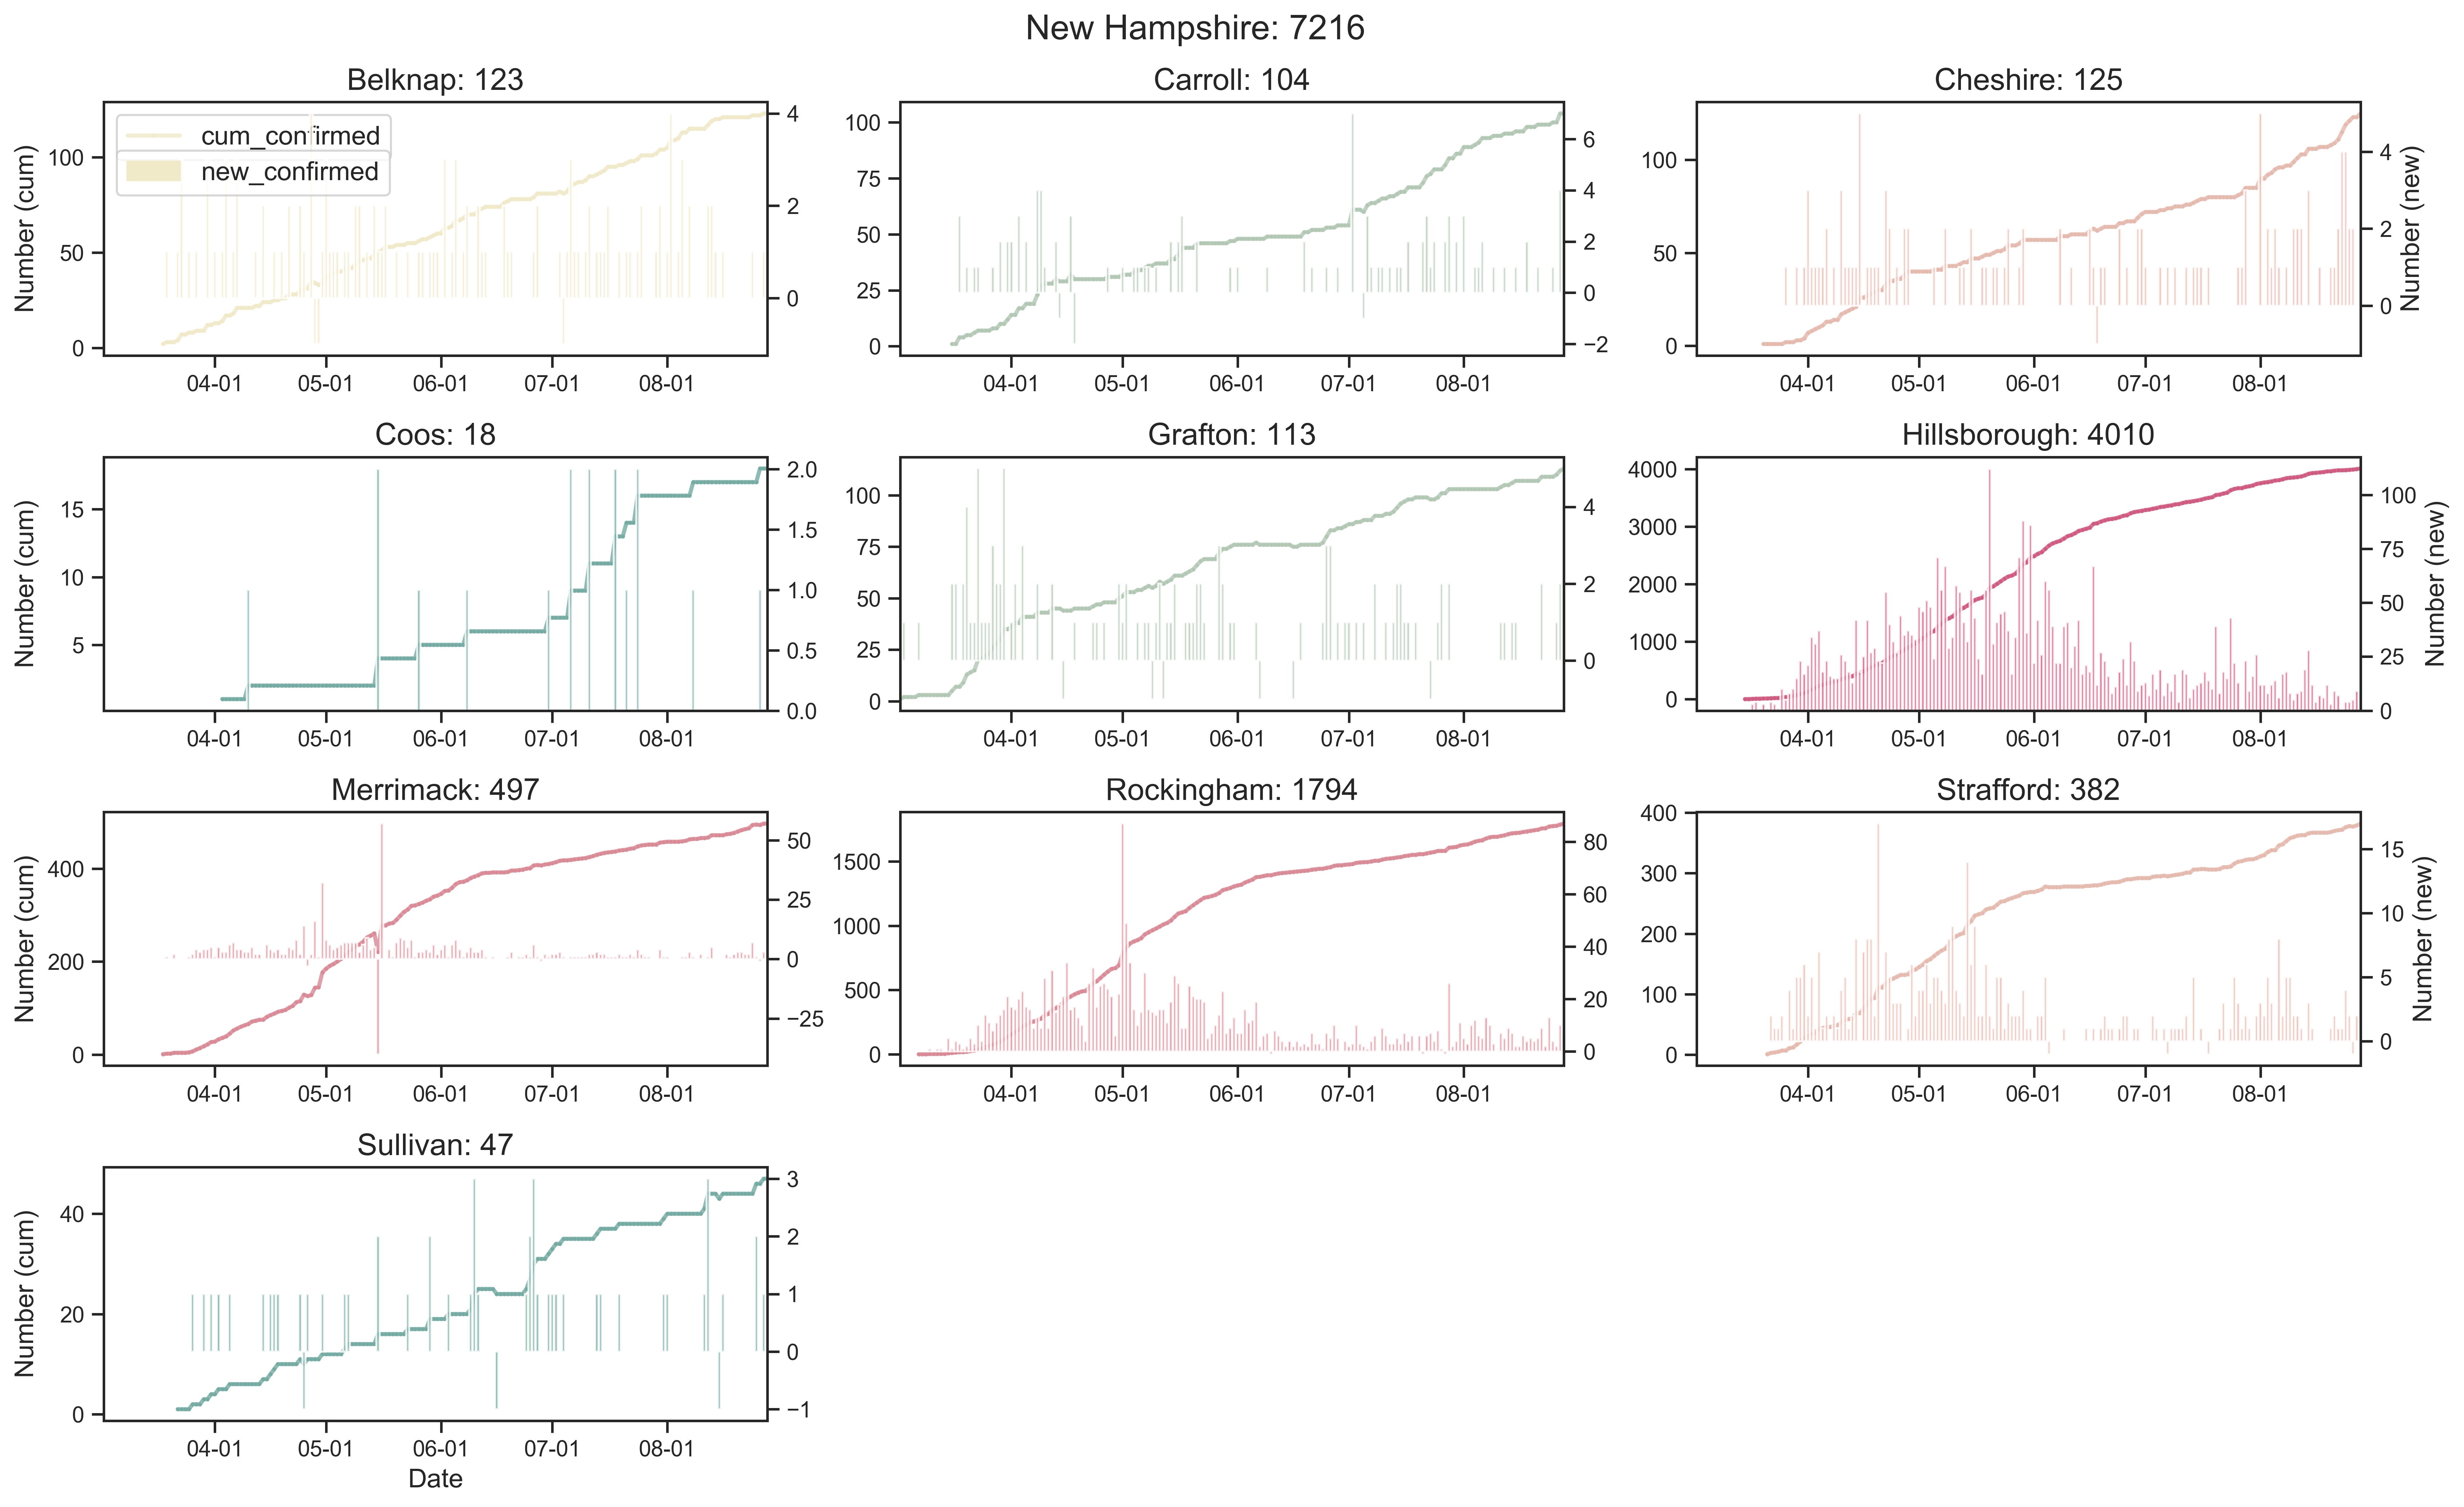 New Hampshire: 7216
Belknap: 123
Number (cum)
100
50
0
cum_confirmed
new_confirmed
4
2
0
04-01 05-01 06-01 07-01 08-01
Carroll: 104
100
75
50
25
0
6
4
2
0
−2
04-01 05-01 06-01 07-01 08-01
Cheshire: 125
100
50
0
4
2
0
Number (new)
04-01 05-01 06-01 07-01 08-01
Coos: 18
Number (cum)
15
10
5
2.0
1.5
1.0
0.5
0.0
04-01 05-01 06-01 07-01 08-01
Grafton: 113
100
75
50
25
0
4
2
0
04-01 05-01 06-01 07-01 08-01
Hillsborough: 4010
4000
3000
2000
1000
0
100
75
50
25
0
Number (new)
04-01 05-01 06-01 07-01 08-01
Merrimack: 497
Number (cum)
400
200
0
50
25
0
−25
04-01 05-01 06-01 07-01 08-01
Rockingham: 1794
1500
1000
500
0
80
60
40
20
0
04-01 05-01 06-01 07-01 08-01
Strafford: 382
400
300
200
100
0
15
10
5
0
Number (new)
04-01 05-01 06-01 07-01 08-01
Sullivan: 47
Number (cum)
40
20
0
3
2
1
0
−1
04-01 05-01 06-01 07-01 08-01
Date